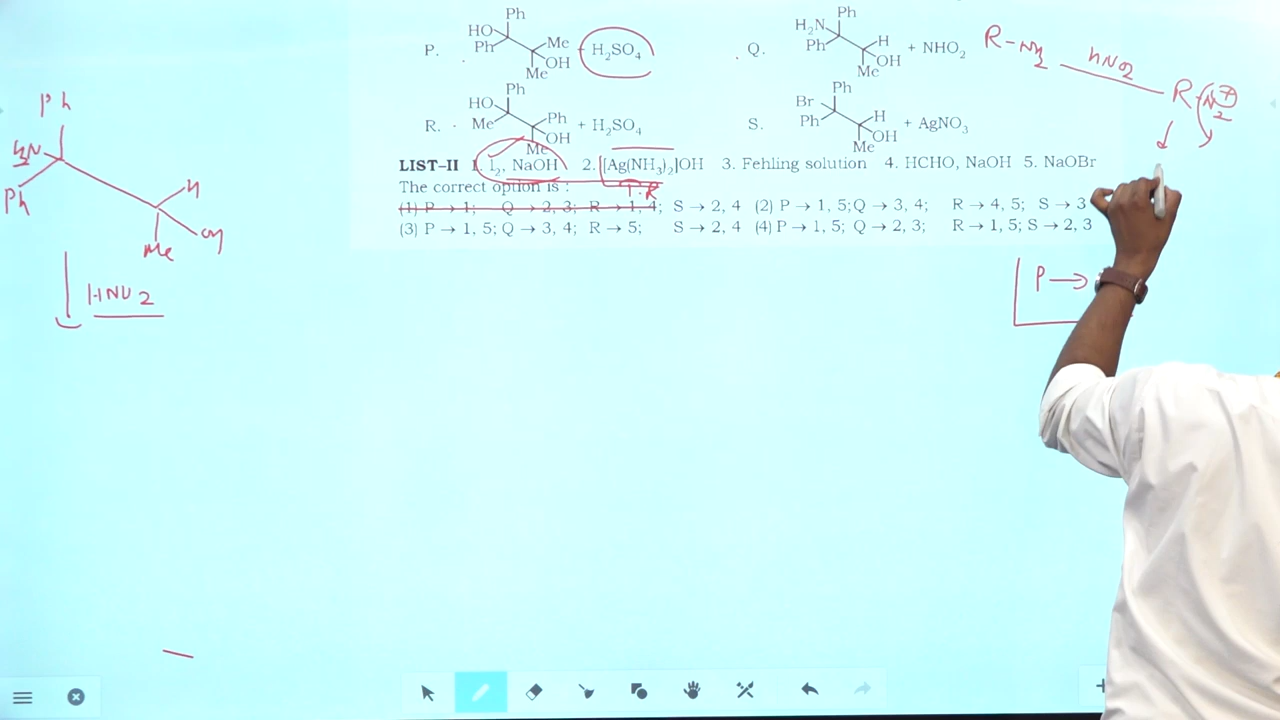 Ph Ph
HO H₂N
P. Ph Me + H₂SO₄ Q. Ph H + NHO₂ R-NH₂ HNO₂ R N₂⊕
OH OH
Me Me
Ph Ph
HO Br
R. Me Ph + H₂SO₄ S. Ph H + AgNO₃
OH OH
Me Me
LIST–II 1. I₂, NaOH 2. [Ag(NH₃)₂]OH 3. Fehling solution 4. HCHO, NaOH 5. NaOBr
T.R
The correct option is :
(1) P → 1; Q → 2, 3; R → 1, 4; S → 2, 4 (2) P → 1, 5;Q → 3, 4; R → 4, 5; S → 3
(3) P → 1, 5; Q → 3, 4; R → 5; S → 2, 4 (4) P → 1, 5; Q → 2, 3; R → 1, 5; S → 2, 3
Ph
H₂N
Ph H
Me OH
HNO₂
P →